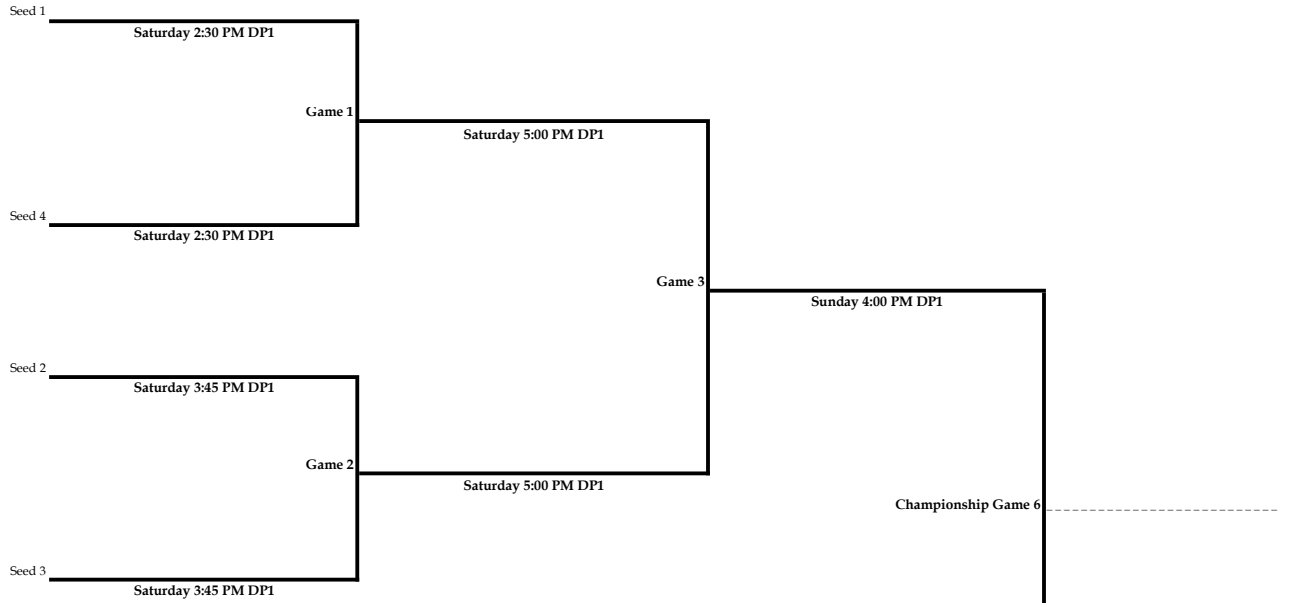 Seed 1
Saturday 2:30 PM DP1
Game 1
Saturday 5:00 PM DP1
Seed 4
Saturday 2:30 PM DP1
Game 3
Sunday 4:00 PM DP1
Seed 2
Saturday 3:45 PM DP1
Game 2
Saturday 5:00 PM DP1
Championship Game 6
Seed 3
Saturday 3:45 PM DP1